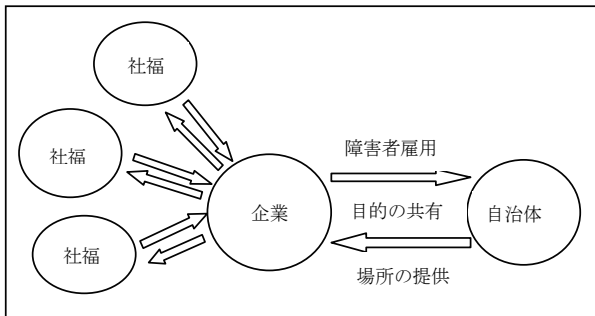 社福
社福
社福
企業
障害者雇用
目的の共有
場所の提供
自治体